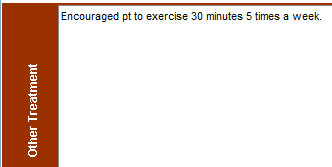 Encouraged pt to exercise 30 minutes 5 times a week.
Other Treatment